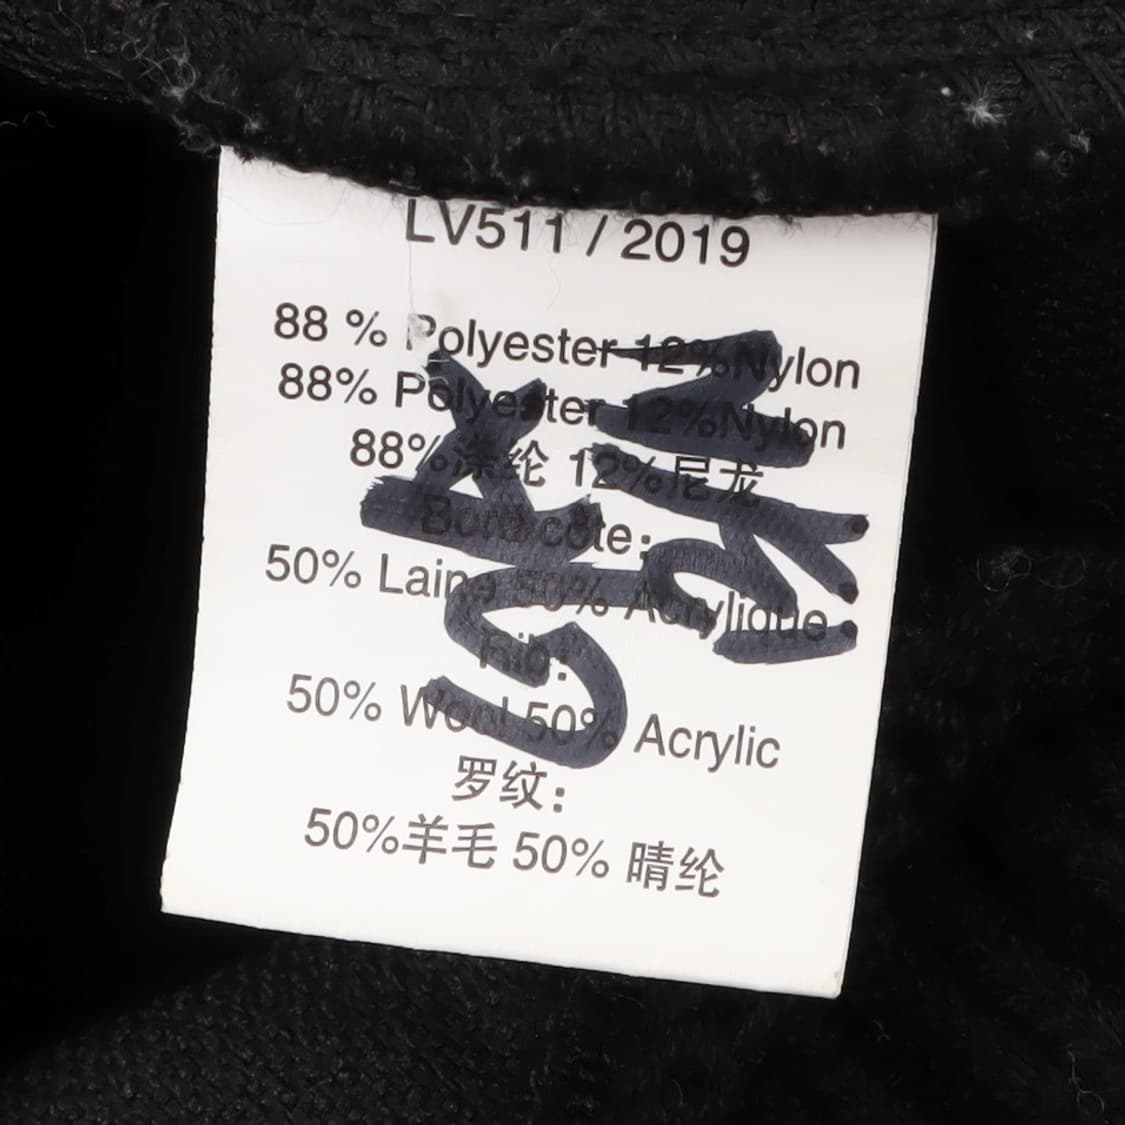 LV511 / 2019
88 % Polyester 12%Nylon
88% Polyester 12%Nylon
88%涤纶 12%尼龙
Bord côte:
50% Laine 50% Acrylique
Rib:
50% Wool 50% Acrylic
罗纹:
50%羊毛 50% 晴纶